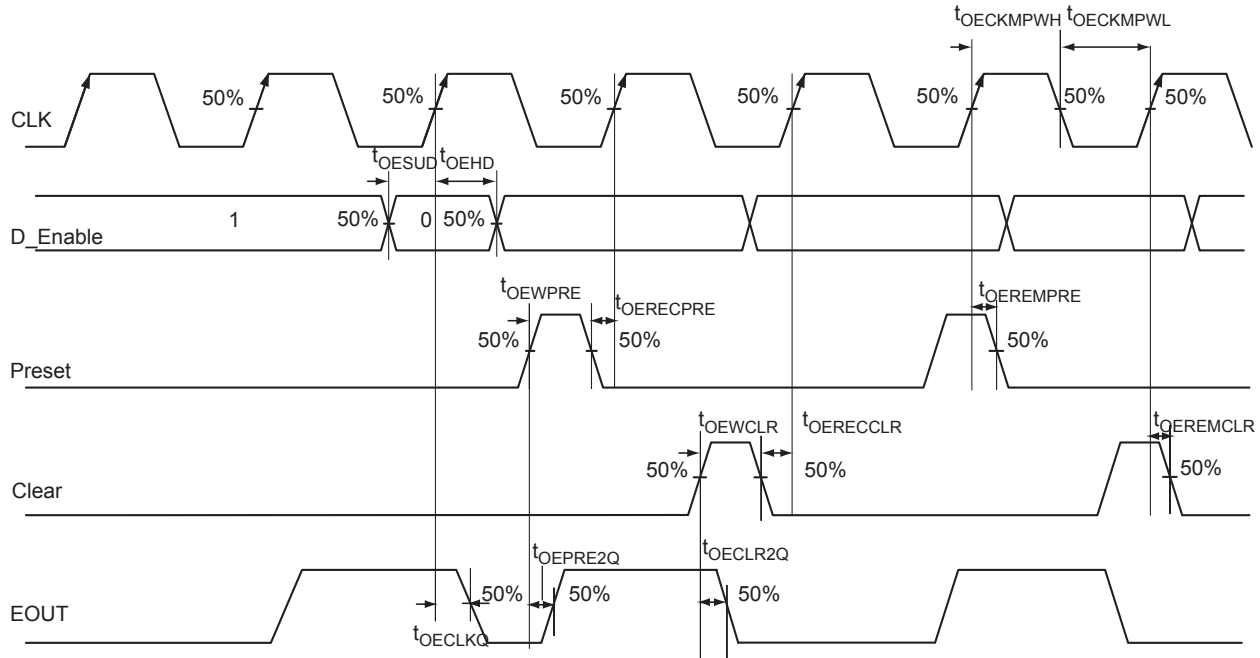 tOECKMPWH tOECKMPWL
50% 50% 50% 50% 50% 50% 50%
CLK
tOESUD tOEHD
1 50% 0 50%
D_Enable
tOEWPRE tOERECPRE tOEREMPRE
50% 50% 50%
Preset
tOEWCLR tOERECCLR tOEREMCLR
50% 50% 50%
Clear
tOEPRE2Q tOECLR2Q
50% 50% 50%
EOUT
tOECLKQ